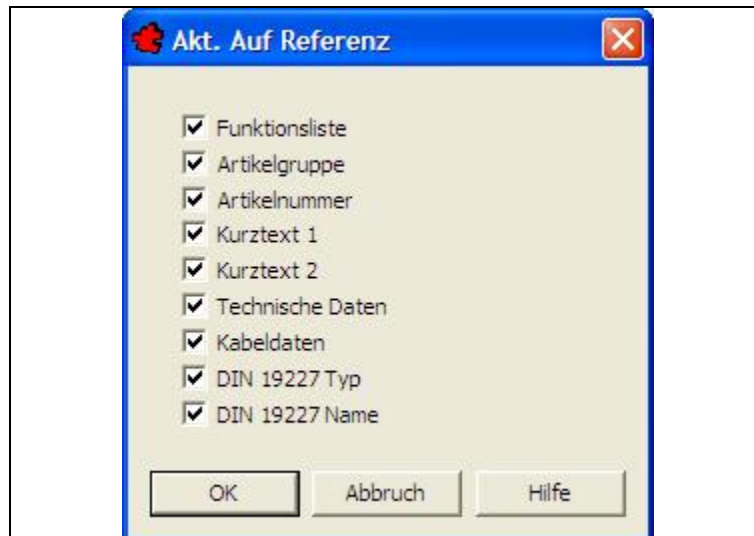 Akt. Auf Referenz
Funktionsliste
Artikelgruppe
Artikelnummer
Kurztext 1
Kurztext 2
Technische Daten
Kabeldaten
DIN 19227 Typ
DIN 19227 Name
OK Abbruch Hilfe